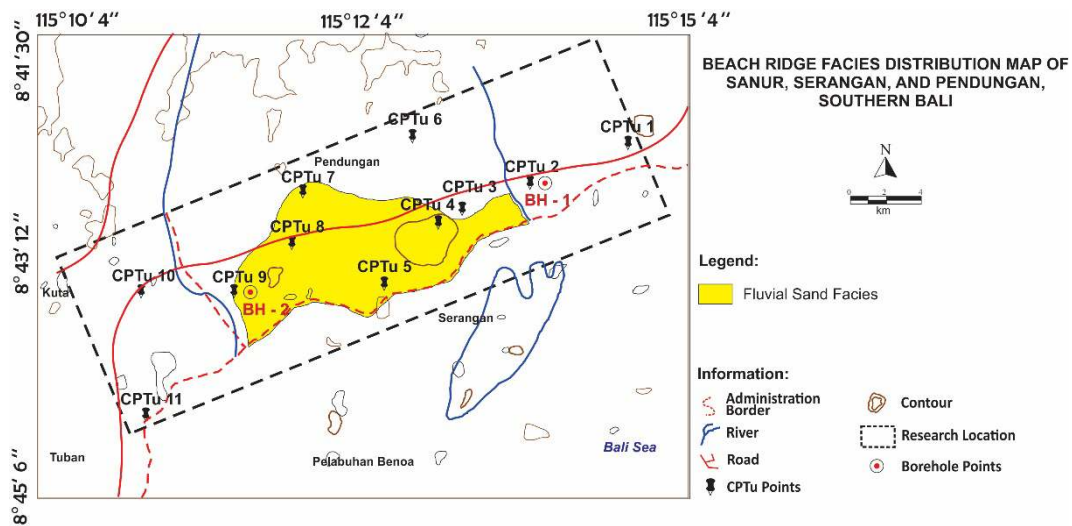 115°10′4″
115°12′4″
115°15′4″
8°41′30″
8°43′12″
8°45′6″
CPTu 1
CPTu 6
Pendungan
CPTu 7
CPTu 2
BH - 1
CPTu 3
CPTu 4
CPTu 8
CPTu 5
CPTu 10
CPTu 9
BH - 2
Kuta
Serangan
CPTu 11
Tuban
Pelabuhan Benoa
Bali Sea
BEACH RIDGE FACIES DISTRIBUTION MAP OF
SANUR, SERANGAN, AND PENDUNGAN,
SOUTHERN BALI
N
0 2 4
km
Legend:
Fluvial Sand Facies
Information:
Administration
Border
River
Road
CPTu Points
Contour
Research Location
Borehole Points